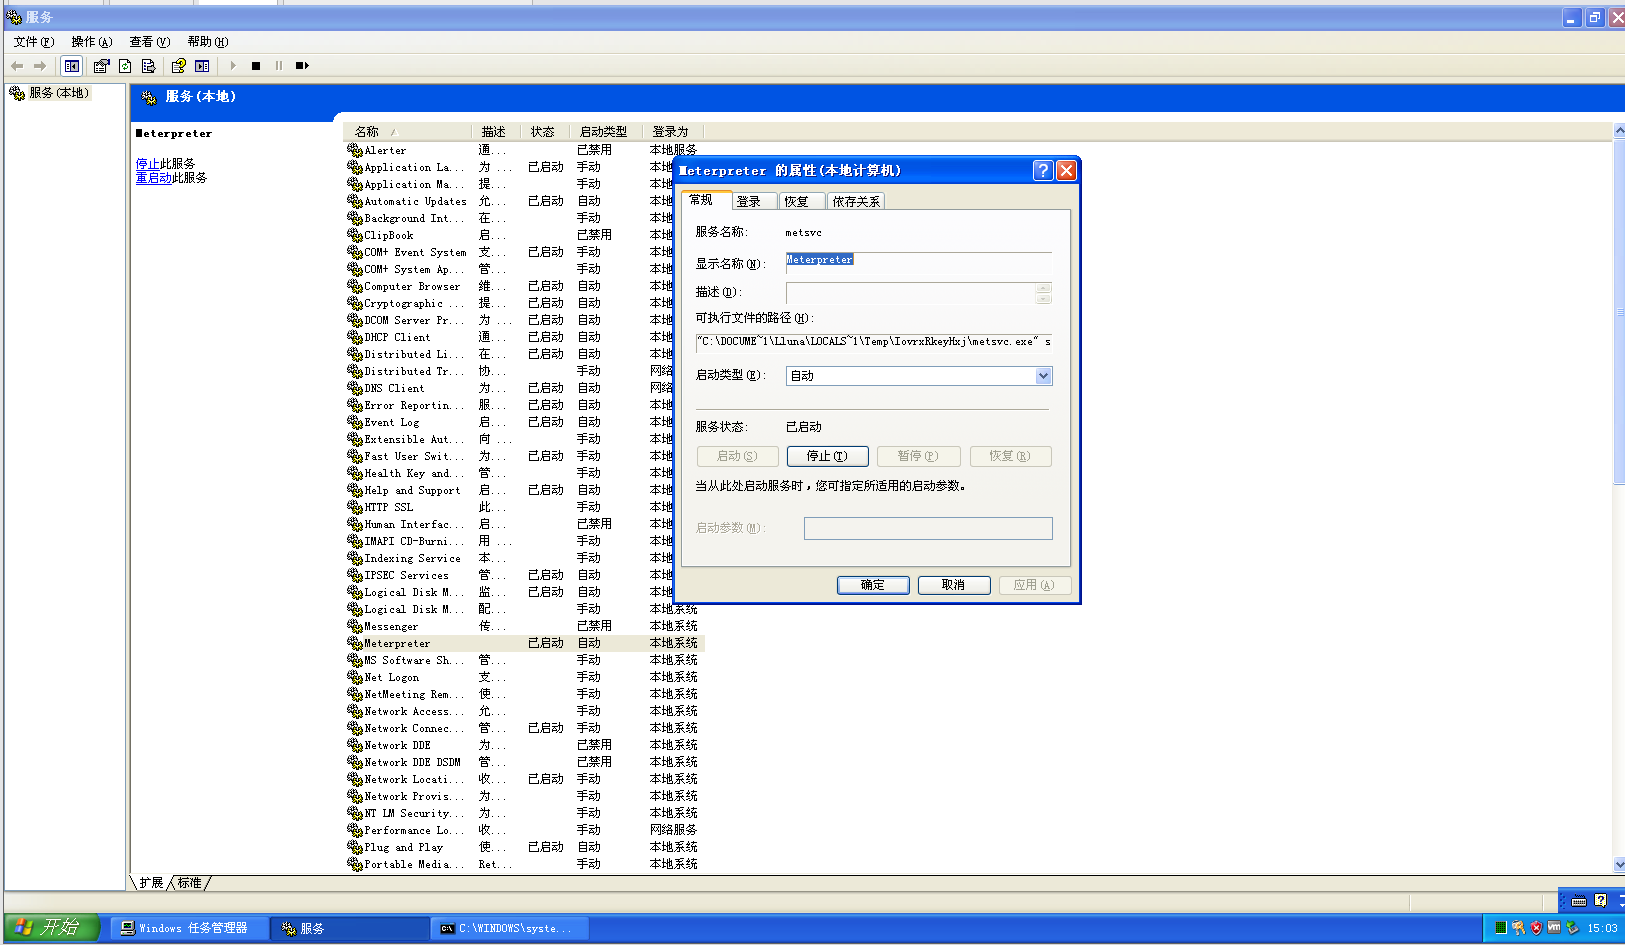 服务
文件(F) 操作(A) 查看(V) 帮助(H)
服务(本地)
服务(本地)
Meterpreter
停止此服务
重启动此服务
名称 描述 状态 启动类型 登录为
Alerter 通... 已禁用 本地服务
Application La... 为 ... 已启动 手动 本地
Application Ma... 提... 手动 本地
Automatic Updates 允... 已启动 自动 本地
Background Int... 在... 手动 本地
ClipBook 启... 已禁用 本地
COM+ Event System 支... 已启动 手动 本地
COM+ System Ap... 管... 手动 本地
Computer Browser 维... 已启动 自动 本地
Cryptographic ... 提... 已启动 自动 本地
DCOM Server Pr... 为 ... 已启动 自动 本地
DHCP Client 通... 已启动 自动 本地
Distributed Li... 在... 已启动 自动 本地
Distributed Tr... 协... 手动 网络
DNS Client 为... 已启动 自动 网络
Error Reportin... 服... 已启动 自动 本地
Event Log 启... 已启动 自动 本地
Extensible Aut... 向 ... 手动 本地
Fast User Swit... 为... 已启动 手动 本地
Health Key and... 管... 手动 本地
Help and Support 启... 已启动 自动 本地
HTTP SSL 此... 手动 本地
Human Interfac... 启... 已禁用 本地
IMAPI CD-Burni... 用 ... 手动 本地
Indexing Service 本... 手动 本地
IPSEC Services 管... 已启动 自动 本地
Logical Disk M... 监... 已启动 自动 本地
Logical Disk M... 配... 手动 本地系统
Messenger 传... 已禁用 本地系统
Meterpreter 已启动 自动 本地系统
MS Software Sh... 管... 手动 本地系统
Net Logon 支... 手动 本地系统
NetMeeting Rem... 使... 手动 本地系统
Network Access... 允... 手动 本地系统
Network Connec... 管... 已启动 手动 本地系统
Network DDE 为... 已禁用 本地系统
Network DDE DSDM 管... 已禁用 本地系统
Network Locati... 收... 已启动 手动 本地系统
Network Provis... 为... 手动 本地系统
NT LM Security... 为... 手动 本地系统
Performance Lo... 收... 手动 网络服务
Plug and Play 使... 已启动 自动 本地系统
Portable Media... Ret... 手动 本地系统
Meterpreter 的属性(本地计算机)
常规 登录 恢复 依存关系
服务名称: metsvc
显示名称(N): Meterpreter
描述(D):
可执行文件的路径(H):
"C:\DOCUME~1\Lluna\LOCALS~1\Temp\IovrxRkeyHxj\metsvc.exe" s
启动类型(E): 自动
服务状态: 已启动
启动(S) 停止(T) 暂停(P) 恢复(R)
当从此处启动服务时，您可指定所适用的启动参数。
启动参数(M):
确定 取消 应用(A)
扩展 标准
开始 Windows 任务管理器 服务 C:\WINDOWS\syste... 15:03